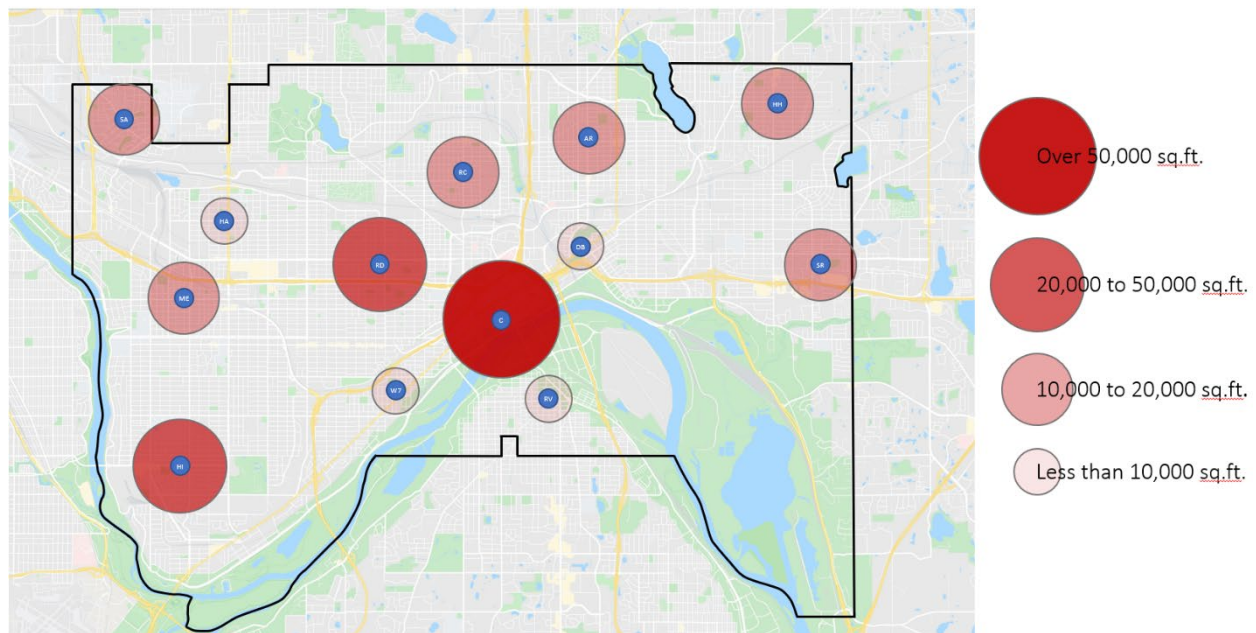 SA
HH
AR
RC
HA
DB
RD
SR
ME
C
W7
RV
HI
Over 50,000 sq.ft.
20,000 to 50,000 sq.ft.
10,000 to 20,000 sq.ft.
Less than 10,000 sq.ft.